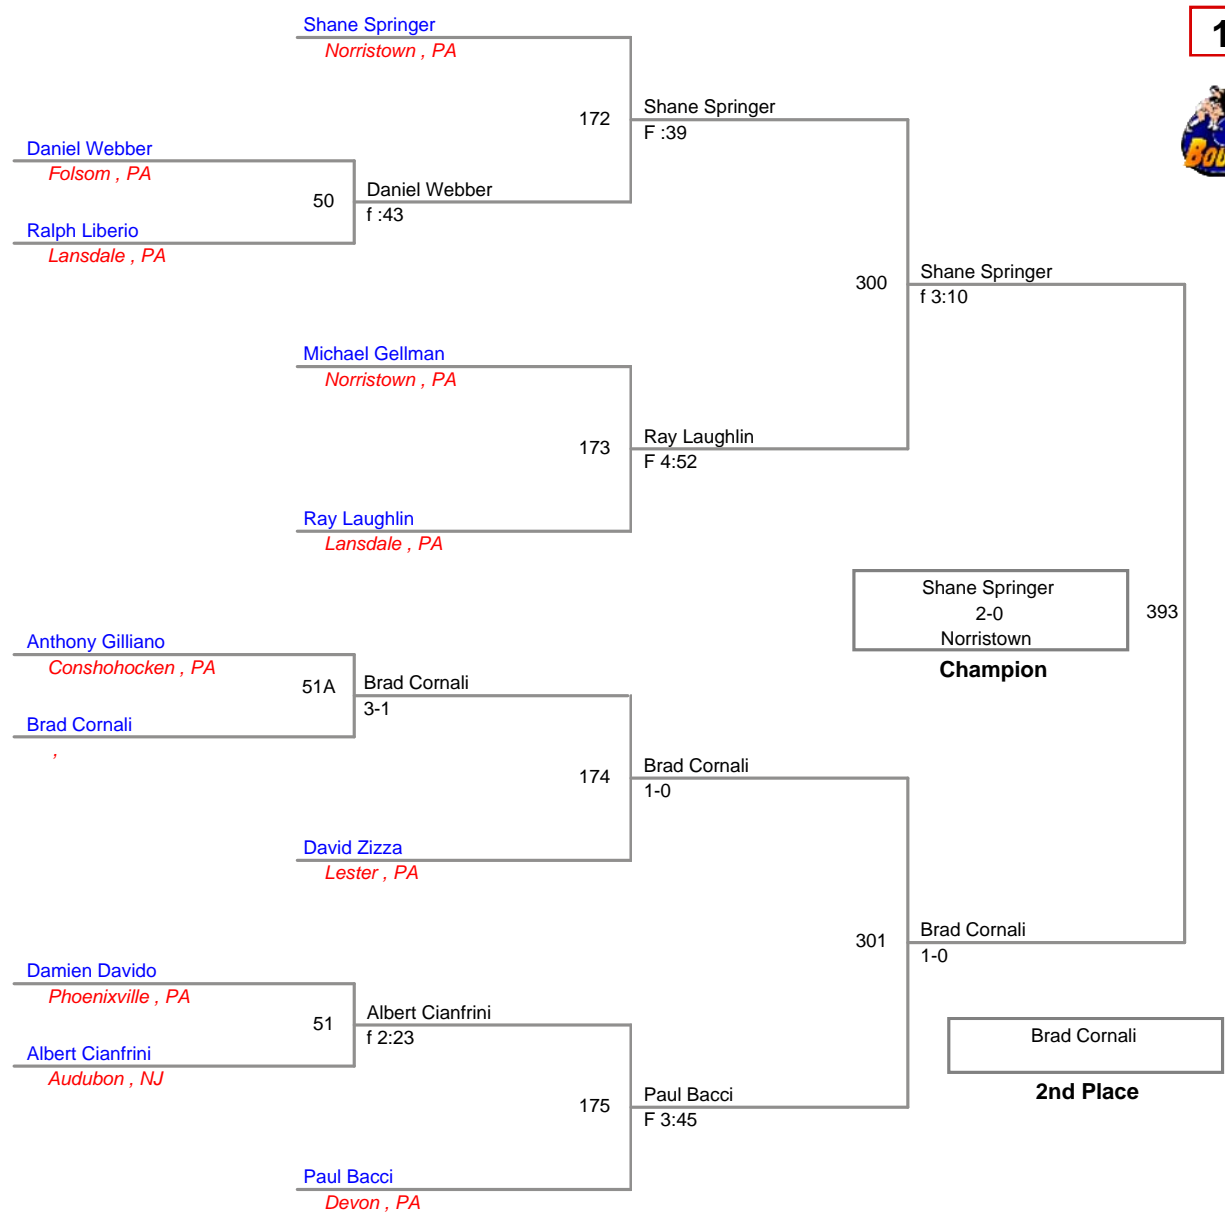 Shane Springer
Norristown , PA
1
172
Shane Springer
F :39
Daniel Webber
Folsom , PA
50
Daniel Webber
f :43
Ralph Liberio
Lansdale , PA
300
Shane Springer
f 3:10
Michael Gellman
Norristown , PA
173
Ray Laughlin
F 4:52
Ray Laughlin
Lansdale , PA
Shane Springer
2-0
Norristown
Champion
393
Anthony Gilliano
Conshohocken , PA
51A
Brad Cornali
3-1
Brad Cornali
,
174
Brad Cornali
1-0
David Zizza
Lester , PA
301
Brad Cornali
1-0
Damien Davido
Phoenixville , PA
51
Albert Cianfrini
f 2:23
Albert Cianfrini
Audubon , NJ
Brad Cornali
2nd Place
175
Paul Bacci
F 3:45
Paul Bacci
Devon , PA